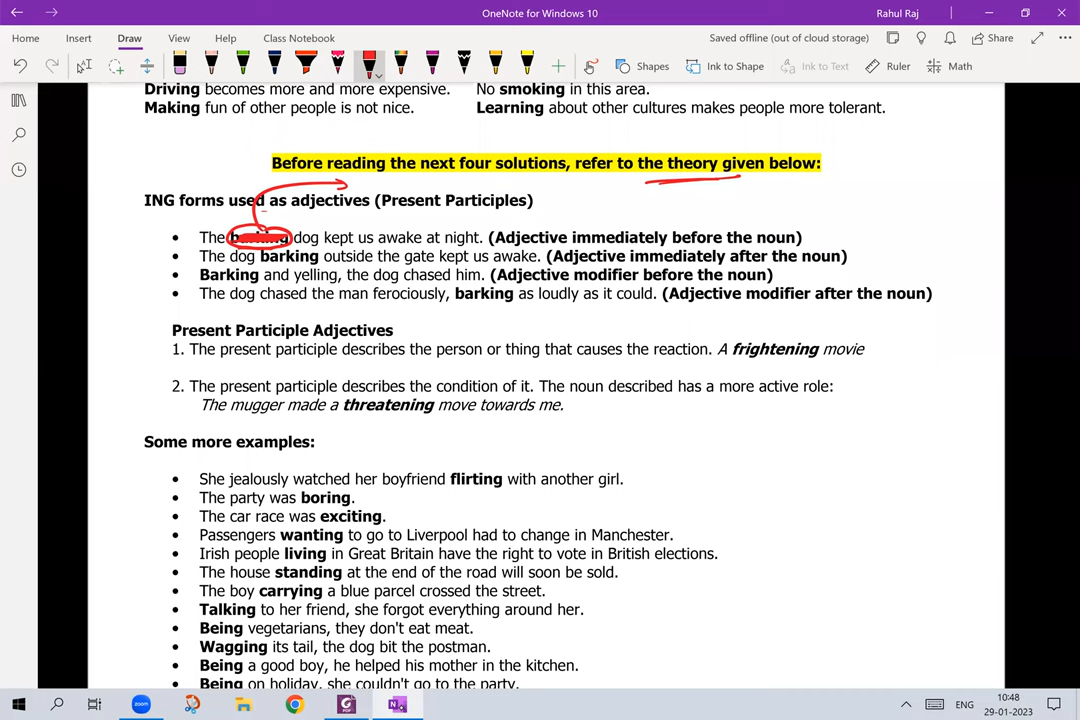 OneNote for Windows 10
Rahul Raj
Home Insert Draw View Help Class Notebook
Saved offline (out of cloud storage)
Share
Shapes
Ink to Shape
Ink to Text
Ruler
Math
Driving becomes more and more expensive. No smoking in this area.
Making fun of other people is not nice. Learning about other cultures makes people more tolerant.
Before reading the next four solutions, refer to the theory given below:
ING forms used as adjectives (Present Participles)
• The barking dog kept us awake at night. (Adjective immediately before the noun)
• The dog barking outside the gate kept us awake. (Adjective immediately after the noun)
• Barking and yelling, the dog chased him. (Adjective modifier before the noun)
• The dog chased the man ferociously, barking as loudly as it could. (Adjective modifier after the noun)
Present Participle Adjectives
1. The present participle describes the person or thing that causes the reaction. A frightening movie
2. The present participle describes the condition of it. The noun described has a more active role:
The mugger made a threatening move towards me.
Some more examples:
• She jealously watched her boyfriend flirting with another girl.
• The party was boring.
• The car race was exciting.
• Passengers wanting to go to Liverpool had to change in Manchester.
• Irish people living in Great Britain have the right to vote in British elections.
• The house standing at the end of the road will soon be sold.
• The boy carrying a blue parcel crossed the street.
• Talking to her friend, she forgot everything around her.
• Being vegetarians, they don't eat meat.
• Wagging its tail, the dog bit the postman.
• Being a good boy, he helped his mother in the kitchen.
• Being on holiday, she couldn't go to the party.
zoom
PDF
ENG
10:48
29-01-2023